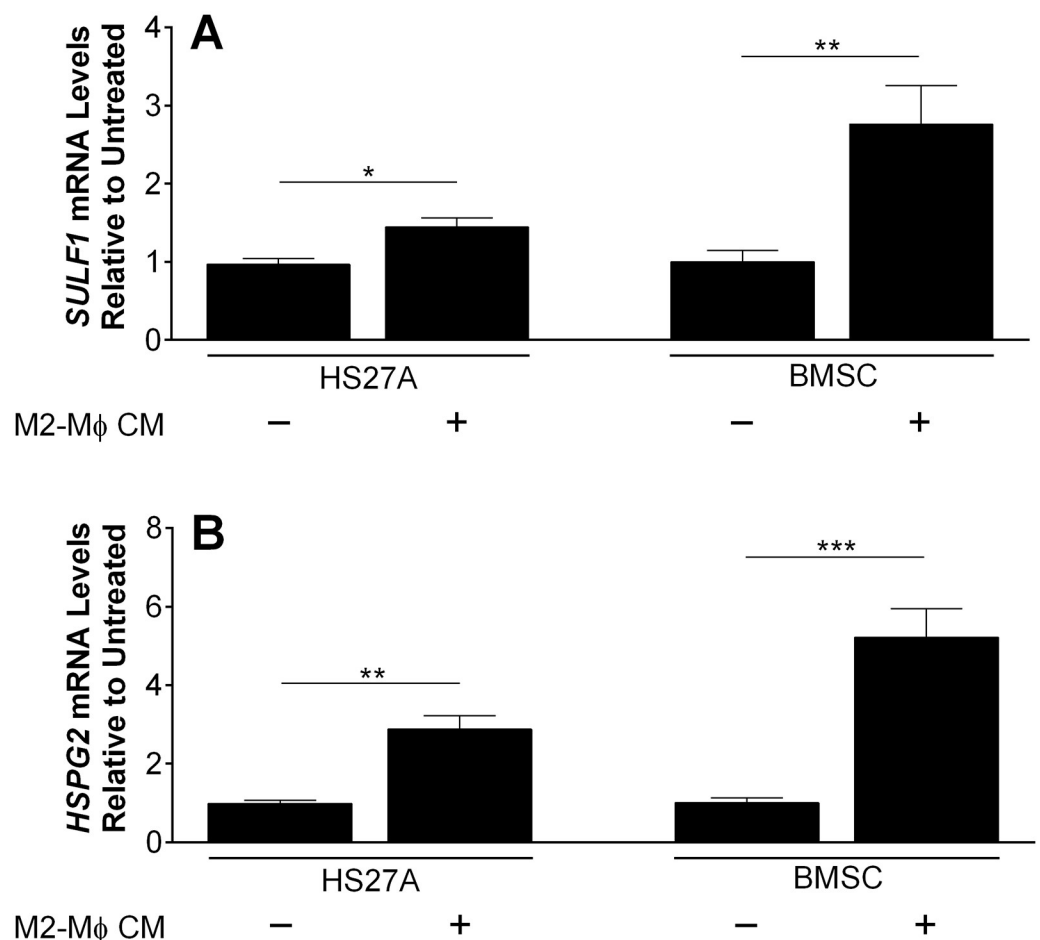 A
SULF1 mRNA Levels
Relative to Untreated
4
3
2
1
0
*
**
HS27A
BMSC
M2-Mϕ CM − + − +
B
HSPG2 mRNA Levels
Relative to Untreated
8
6
4
2
0
**
***
HS27A
BMSC
M2-Mϕ CM − + − +